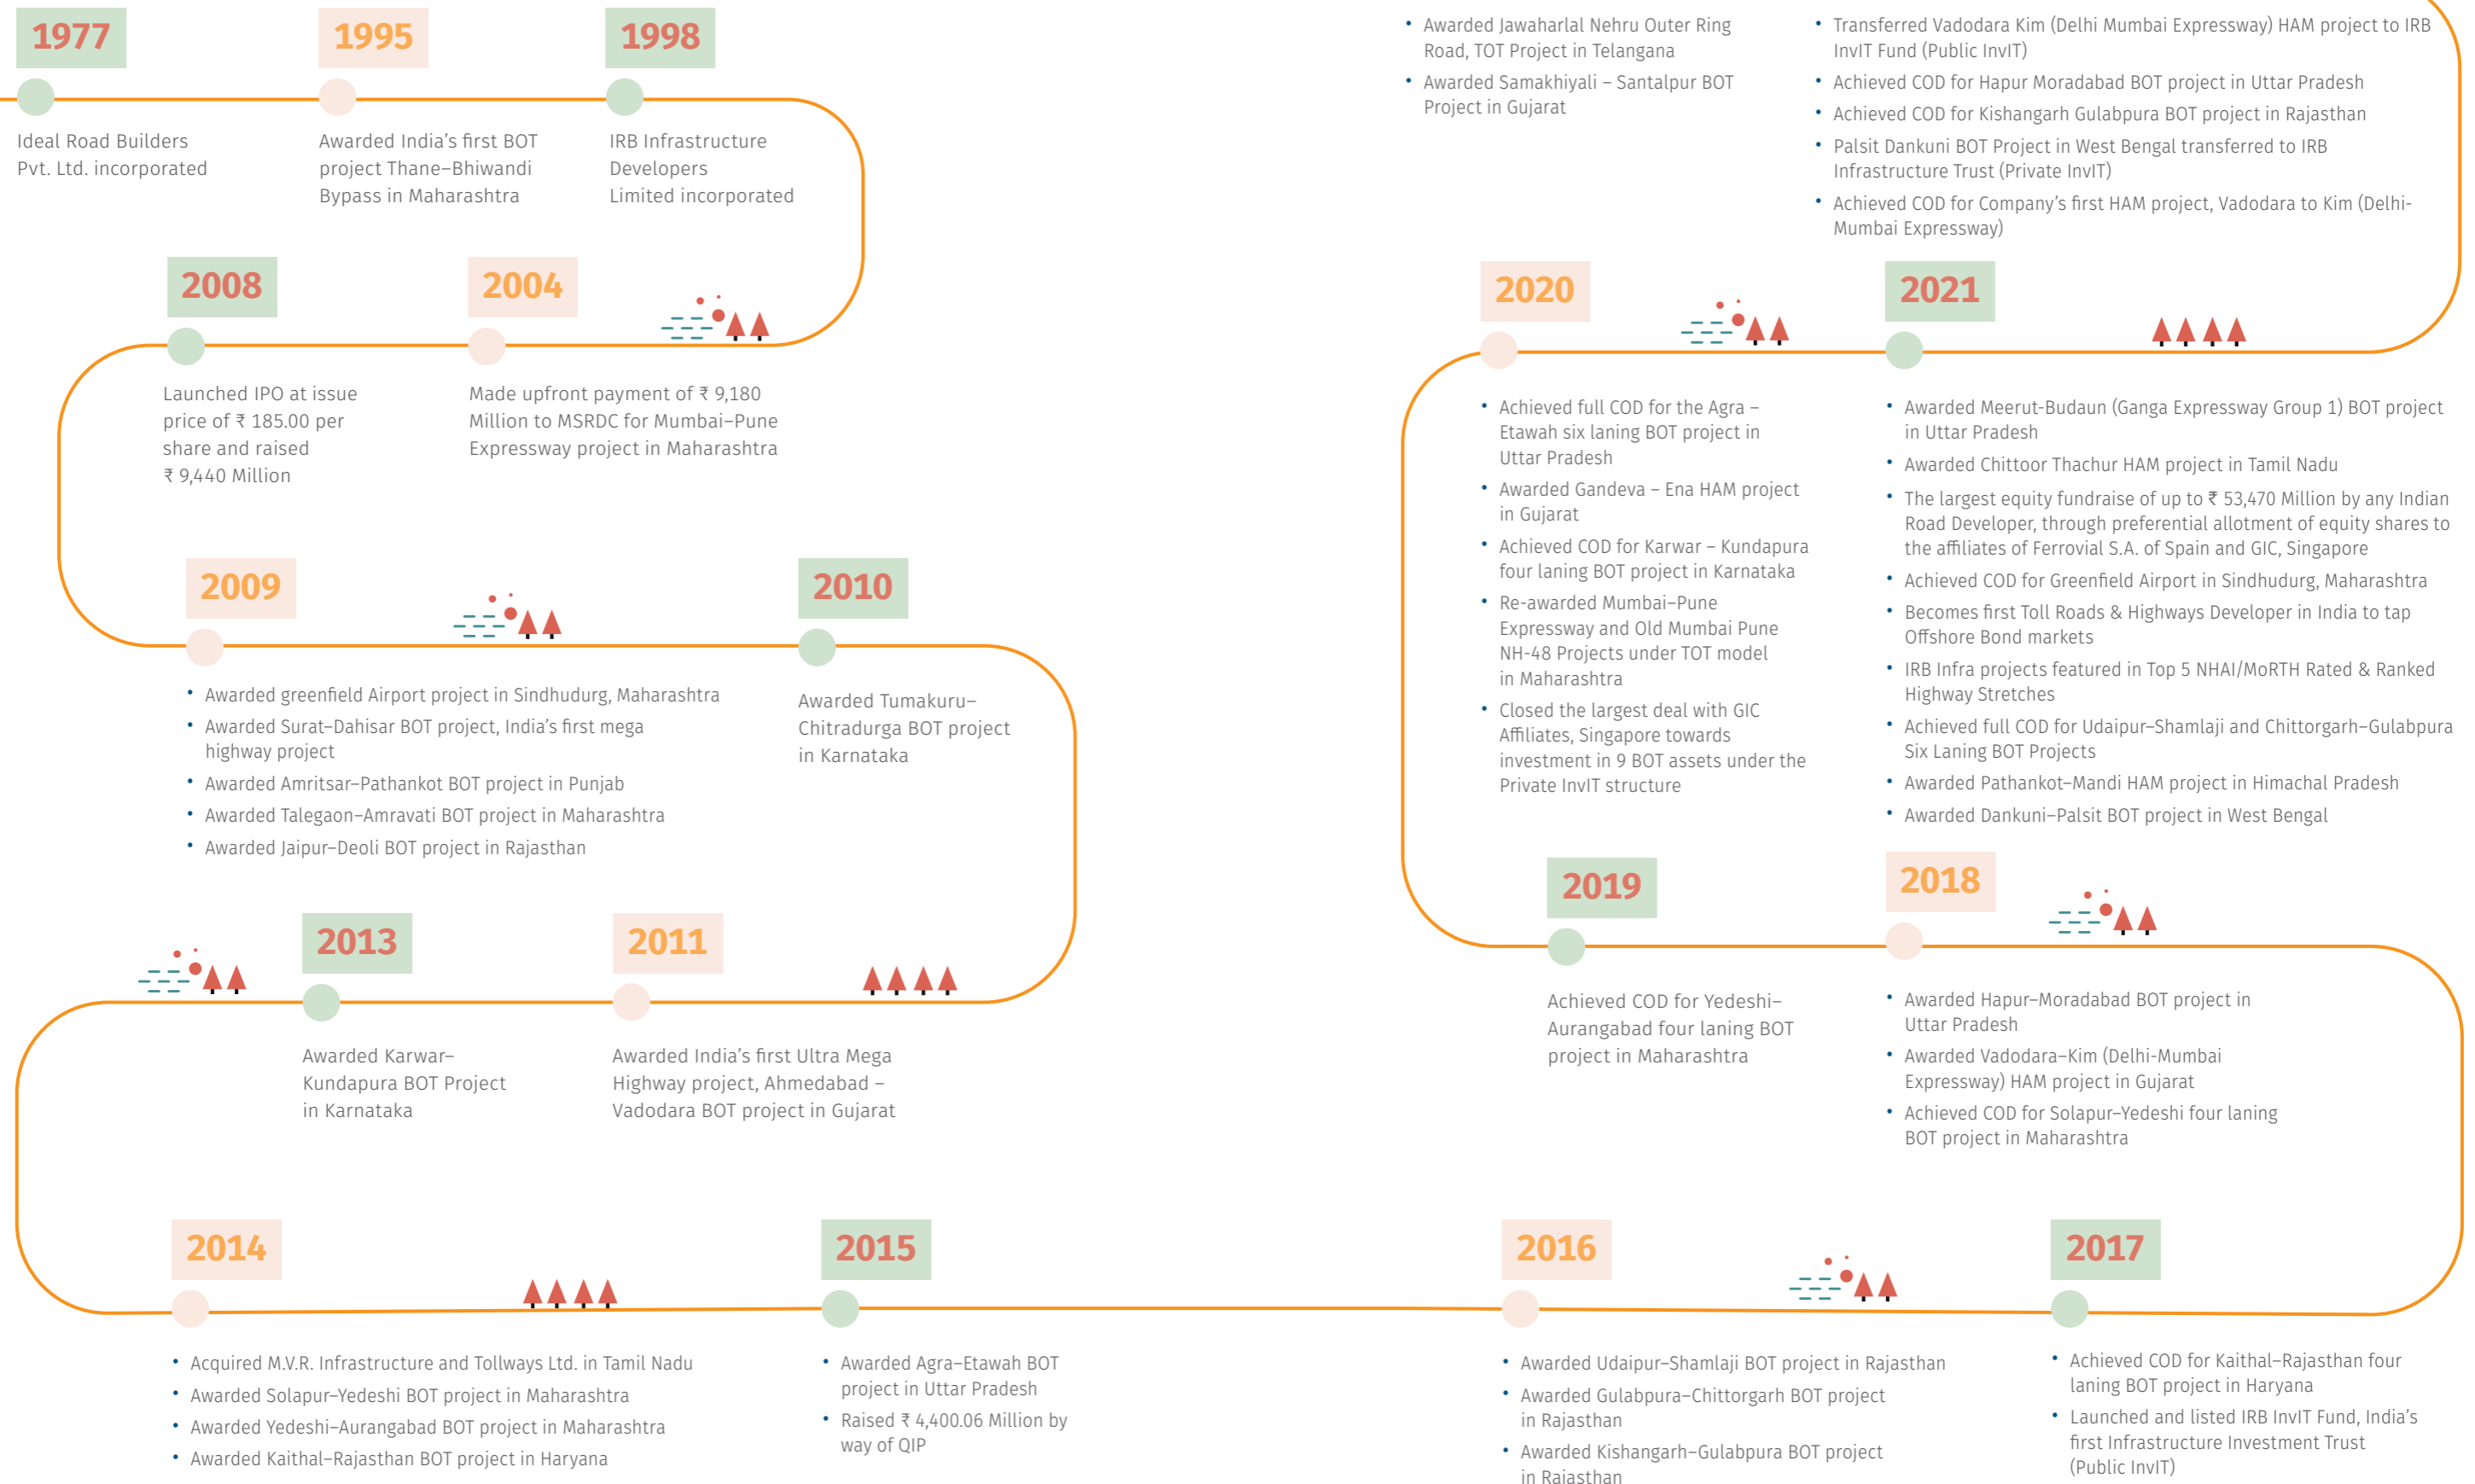 1977
Ideal Road Builders
Pvt. Ltd. incorporated
1995
Awarded India’s first BOT
project Thane–Bhiwandi
Bypass in Maharashtra
1998
IRB Infrastructure
Developers
Limited incorporated
2004
Made upfront payment of ₹ 9,180
Million to MSRDC for Mumbai–Pune
Expressway project in Maharashtra
2008
Launched IPO at issue
price of ₹ 185.00 per
share and raised
₹ 9,440 Million
2009
• Awarded greenfield Airport project in Sindhudurg, Maharashtra
• Awarded Surat–Dahisar BOT project, India’s first mega
highway project
• Awarded Amritsar–Pathankot BOT project in Punjab
• Awarded Talegaon–Amravati BOT project in Maharashtra
• Awarded Jaipur–Deoli BOT project in Rajasthan
2010
Awarded Tumakuru–
Chitradurga BOT project
in Karnataka
2011
Awarded India’s first Ultra Mega
Highway project, Ahmedabad –
Vadodara BOT project in Gujarat
2013
Awarded Karwar–
Kundapura BOT Project
in Karnataka
2014
• Acquired M.V.R. Infrastructure and Tollways Ltd. in Tamil Nadu
• Awarded Solapur–Yedeshi BOT project in Maharashtra
• Awarded Yedeshi–Aurangabad BOT project in Maharashtra
• Awarded Kaithal–Rajasthan BOT project in Haryana
2015
• Awarded Agra–Etawah BOT
project in Uttar Pradesh
• Raised ₹ 4,400.06 Million by
way of QIP
2016
• Awarded Udaipur–Shamlaji BOT project in Rajasthan
• Awarded Gulabpura–Chittorgarh BOT project
in Rajasthan
• Awarded Kishangarh–Gulabpura BOT project
in Rajasthan
2017
• Achieved COD for Kaithal–Rajasthan four
laning BOT project in Haryana
• Launched and listed IRB InvIT Fund, India’s
first Infrastructure Investment Trust
(Public InvIT)
2018
• Awarded Hapur–Moradabad BOT project in
Uttar Pradesh
• Awarded Vadodara–Kim (Delhi-Mumbai
Expressway) HAM project in Gujarat
• Achieved COD for Solapur–Yedeshi four laning
BOT project in Maharashtra
2019
Achieved COD for Yedeshi–
Aurangabad four laning BOT
project in Maharashtra
2020
• Achieved full COD for the Agra –
Etawah six laning BOT project in
Uttar Pradesh
• Awarded Gandeva – Ena HAM project
in Gujarat
• Achieved COD for Karwar – Kundapura
four laning BOT project in Karnataka
• Re-awarded Mumbai–Pune
Expressway and Old Mumbai Pune
NH-48 Projects under TOT model
in Maharashtra
• Closed the largest deal with GIC
Affiliates, Singapore towards
investment in 9 BOT assets under the
Private InvIT structure
2021
• Awarded Meerut-Budaun (Ganga Expressway Group 1) BOT project
in Uttar Pradesh
• Awarded Chittoor Thachur HAM project in Tamil Nadu
• The largest equity fundraise of up to ₹ 53,470 Million by any Indian
Road Developer, through preferential allotment of equity shares to
the affiliates of Ferrovial S.A. of Spain and GIC, Singapore
• Achieved COD for Greenfield Airport in Sindhudurg, Maharashtra
• Becomes first Toll Roads & Highways Developer in India to tap
Offshore Bond markets
• IRB Infra projects featured in Top 5 NHAI/MoRTH Rated & Ranked
Highway Stretches
• Achieved full COD for Udaipur–Shamlaji and Chittorgarh–Gulabpura
Six Laning BOT Projects
• Awarded Pathankot–Mandi HAM project in Himachal Pradesh
• Awarded Dankuni–Palsit BOT project in West Bengal
• Transferred Vadodara Kim (Delhi Mumbai Expressway) HAM project to IRB
InvIT Fund (Public InvIT)
• Achieved COD for Hapur Moradabad BOT project in Uttar Pradesh
• Achieved COD for Kishangarh Gulabpura BOT project in Rajasthan
• Palsit Dankuni BOT Project in West Bengal transferred to IRB
Infrastructure Trust (Private InvIT)
• Achieved COD for Company’s first HAM project, Vadodara to Kim (Delhi-
Mumbai Expressway)
• Awarded Jawaharlal Nehru Outer Ring
Road, TOT Project in Telangana
• Awarded Samakhiyali – Santalpur BOT
Project in Gujarat